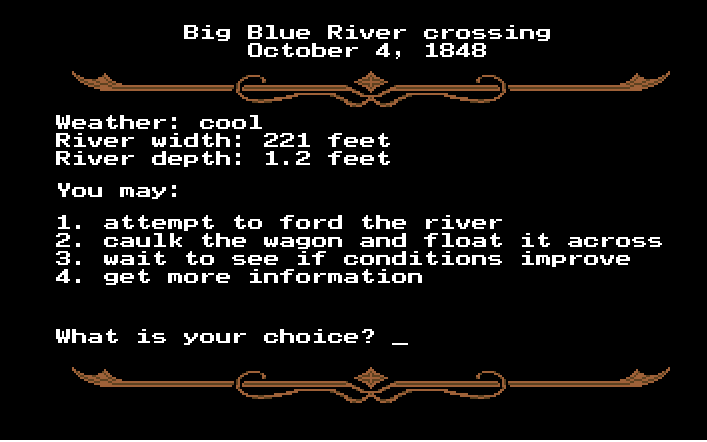 Big Blue River crossing
October 4, 1848
Weather: cool
River width: 221 feet
River depth: 1.2 feet
You may:
1. attempt to ford the river
2. caulk the wagon and float it across
3. wait to see if conditions improve
4. get more information
What is your choice? _